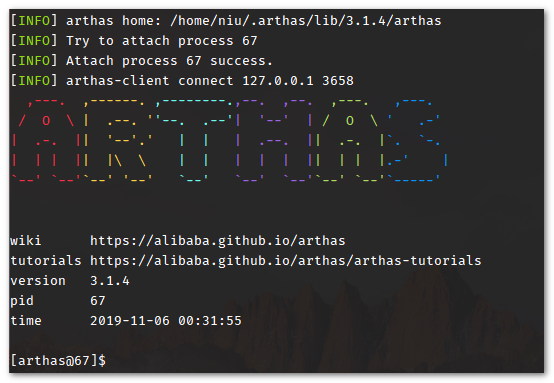 [INFO] arthas home: /home/niu/.arthas/lib/3.1.4/arthas
[INFO] Try to attach process 67
[INFO] Attach process 67 success.
[INFO] arthas-client connect 127.0.0.1 3658
ARTHAS
wiki https://alibaba.github.io/arthas
tutorials https://alibaba.github.io/arthas/arthas-tutorials
version 3.1.4
pid 67
time 2019-11-06 00:31:55
[arthas@67]$